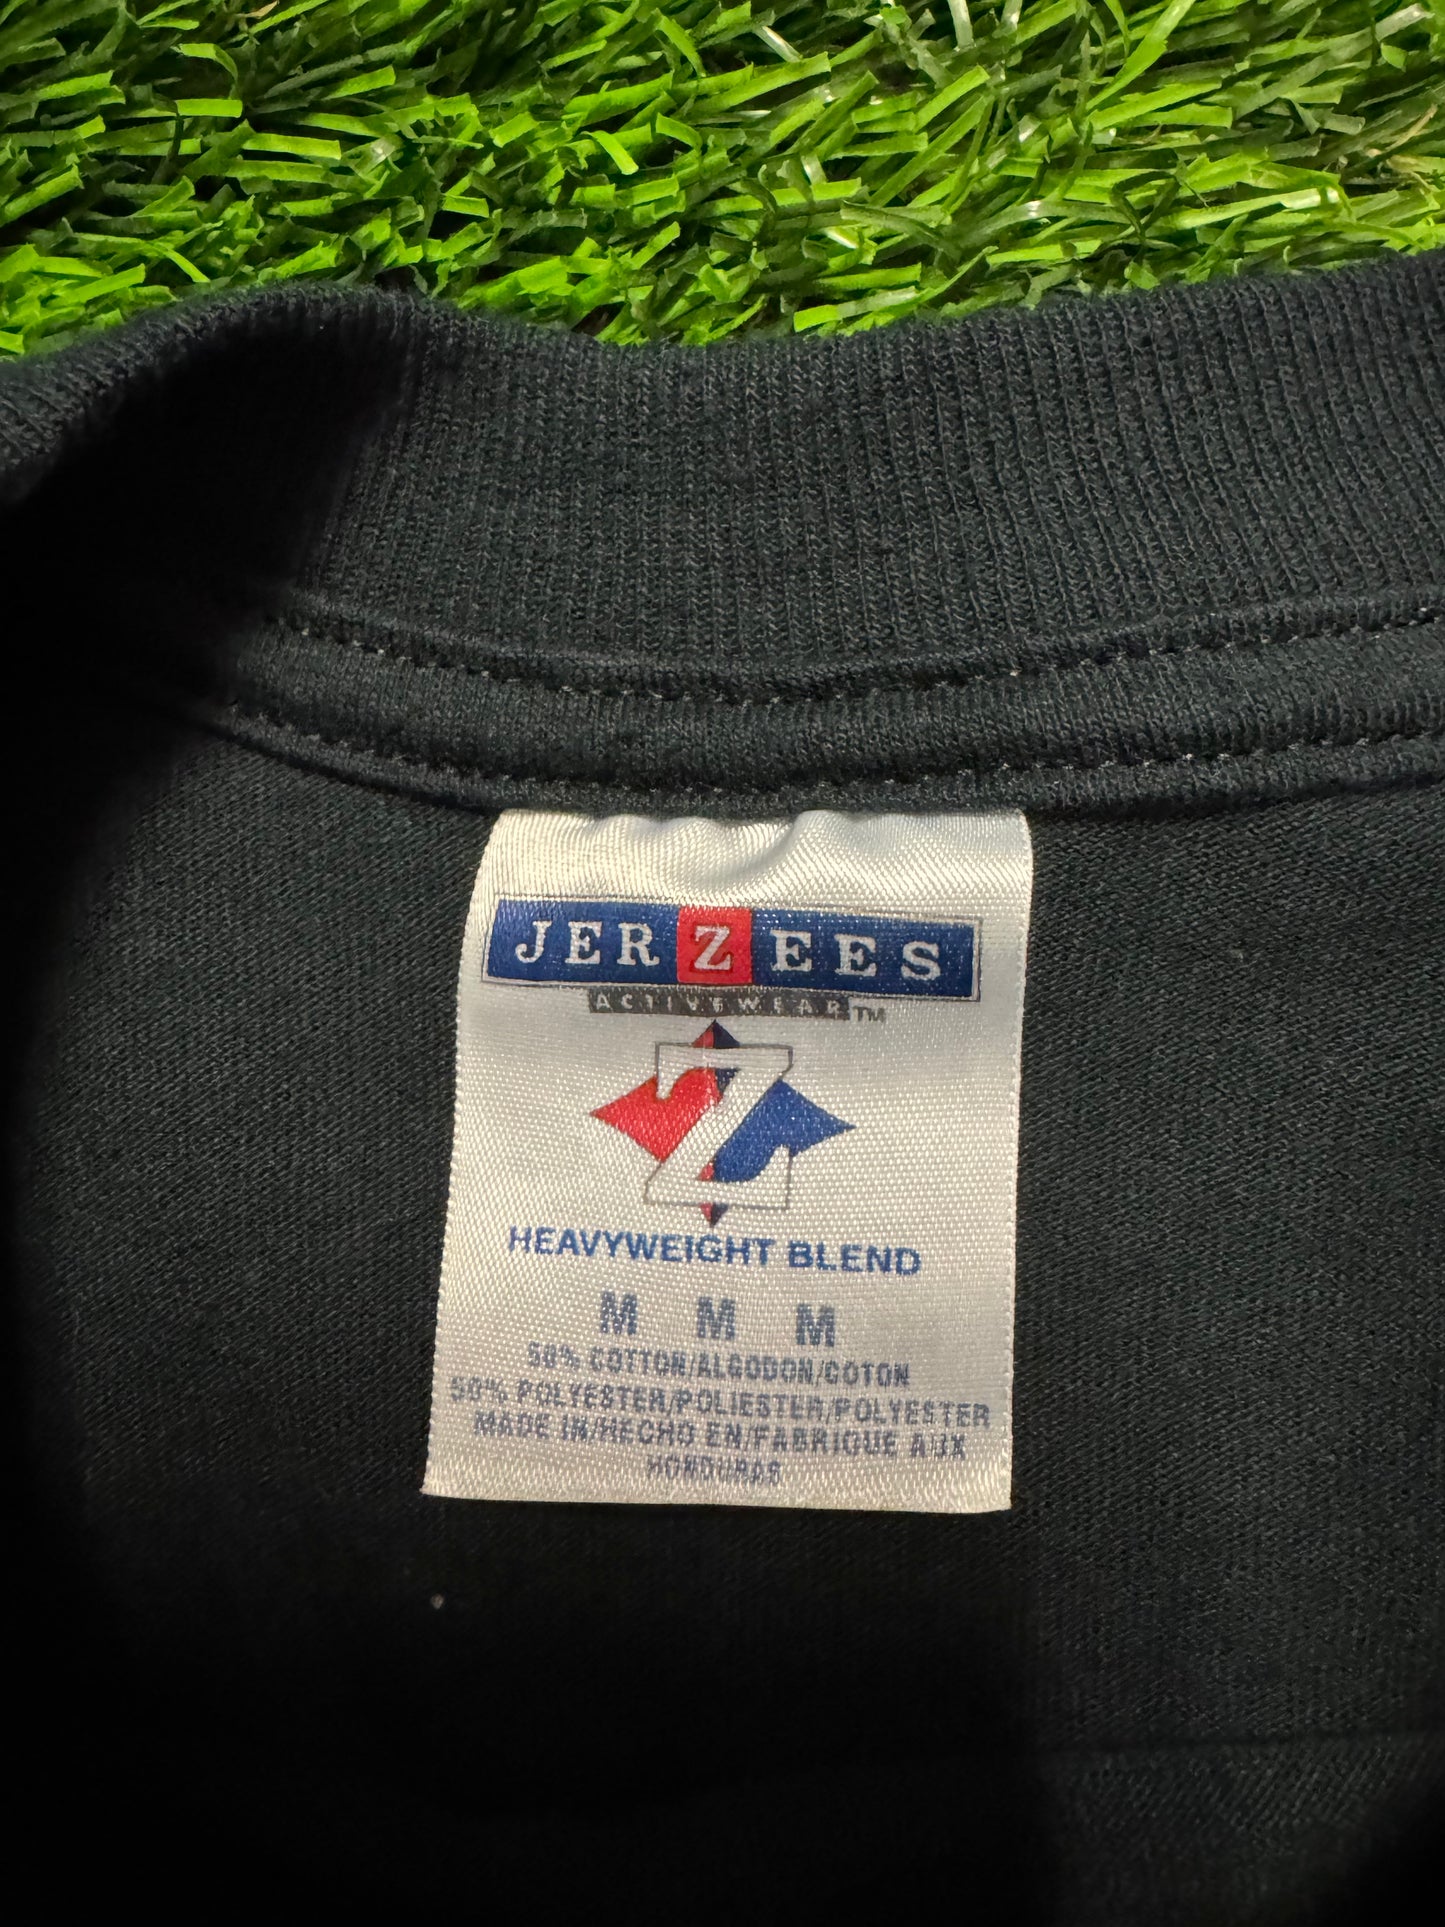 JERZEES
ACTIVEWEAR™
Z
HEAVYWEIGHT BLEND
M M M
50% COTTON/ALGODON/COTON
50% POLYESTER/POLIESTER/POLYESTER
MADE IN/HECHO EN/FABRIQUE AUX
HONDURAS